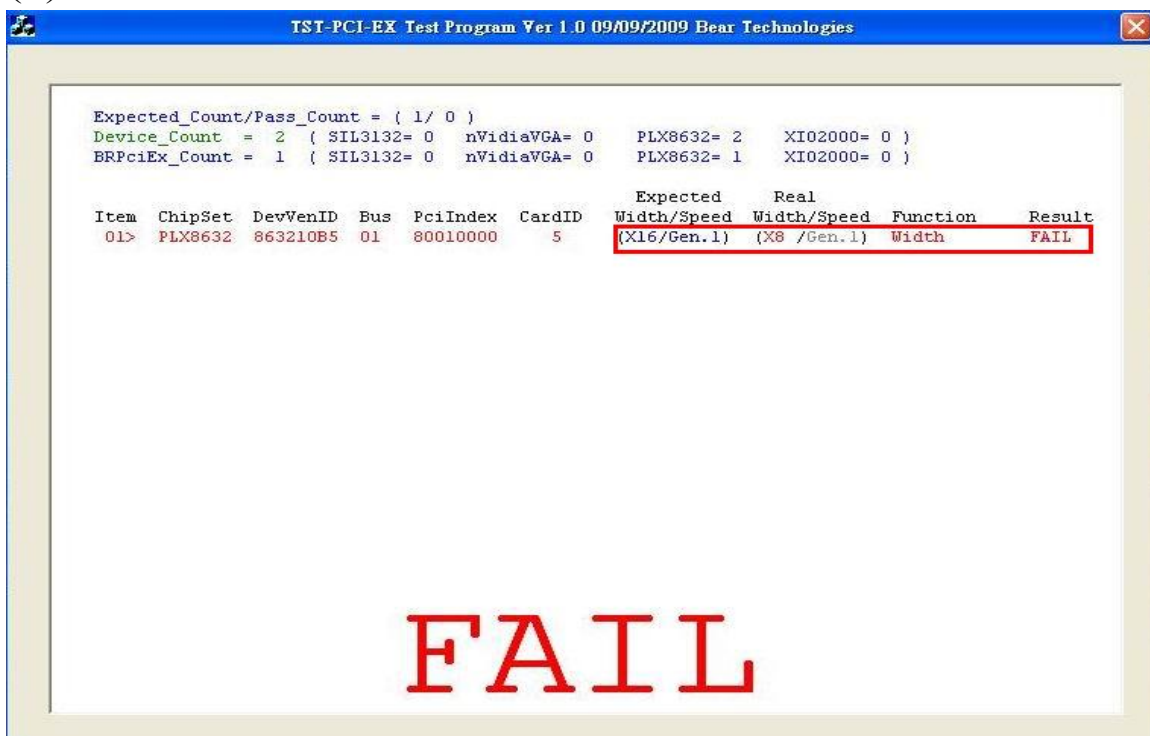 TST-PCI-EX Test Program Ver 1.0 09/09/2009 Bear Technologies
Expected_Count/Pass_Count = ( 1/ 0 )
Device_Count = 2 ( SIL3132= 0 nVidiaVGA= 0 PLX8632= 2 XIO2000= 0 )
BRPciEx_Count = 1 ( SIL3132= 0 nVidiaVGA= 0 PLX8632= 1 XIO2000= 0 )
Expected Real
Item ChipSet DevVenID Bus PciIndex CardID Width/Speed Width/Speed Function Result
01> PLX8632 863210B5 01 80010000 5 (X16/Gen.1) (X8 /Gen.1) Width FAIL
FAIL